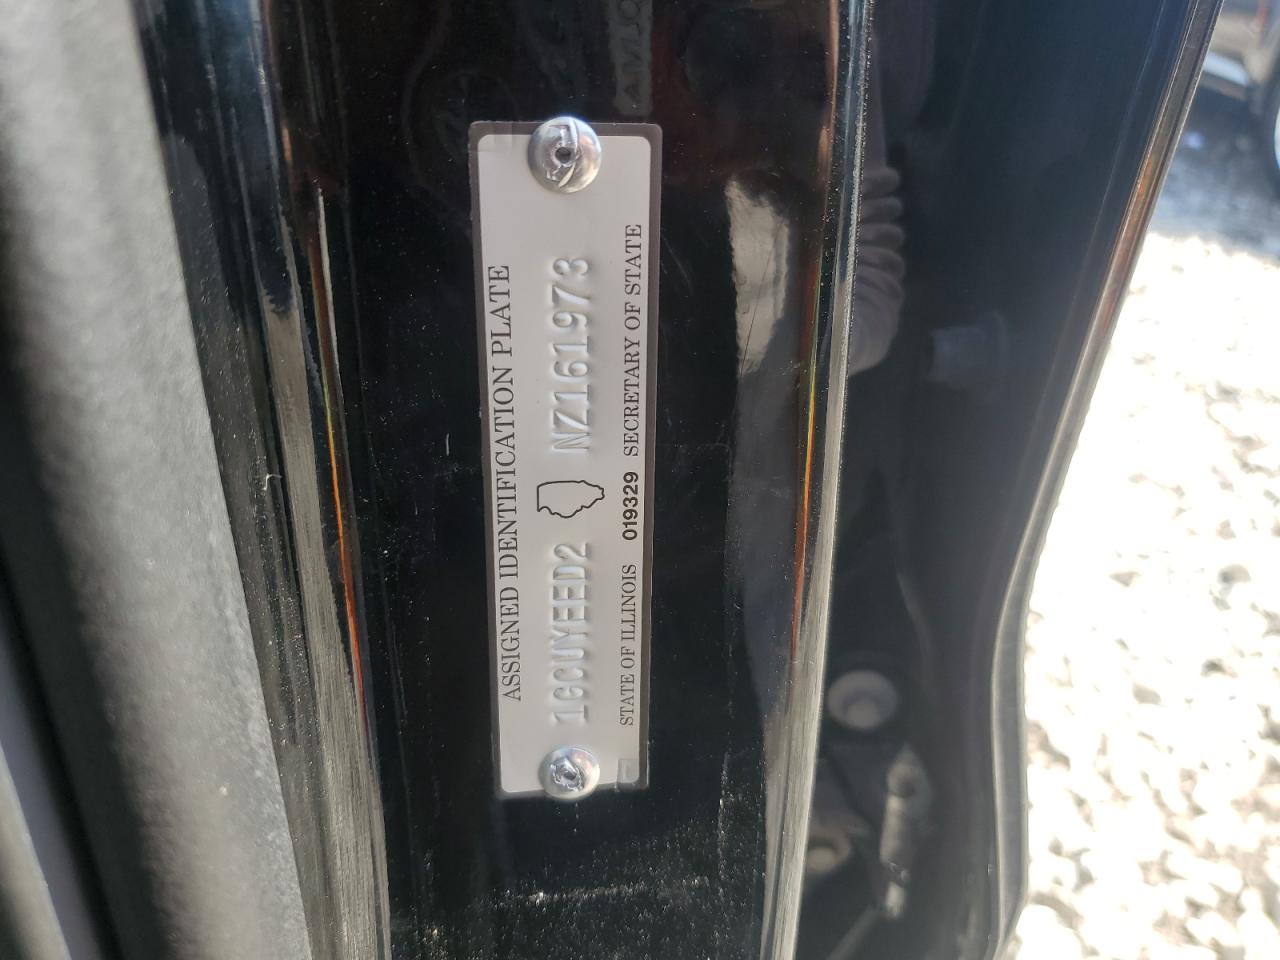 ASSIGNED IDENTIFICATION PLATE
1GCUYEED2 NZ161973
STATE OF ILLINOIS 019329 SECRETARY OF STATE